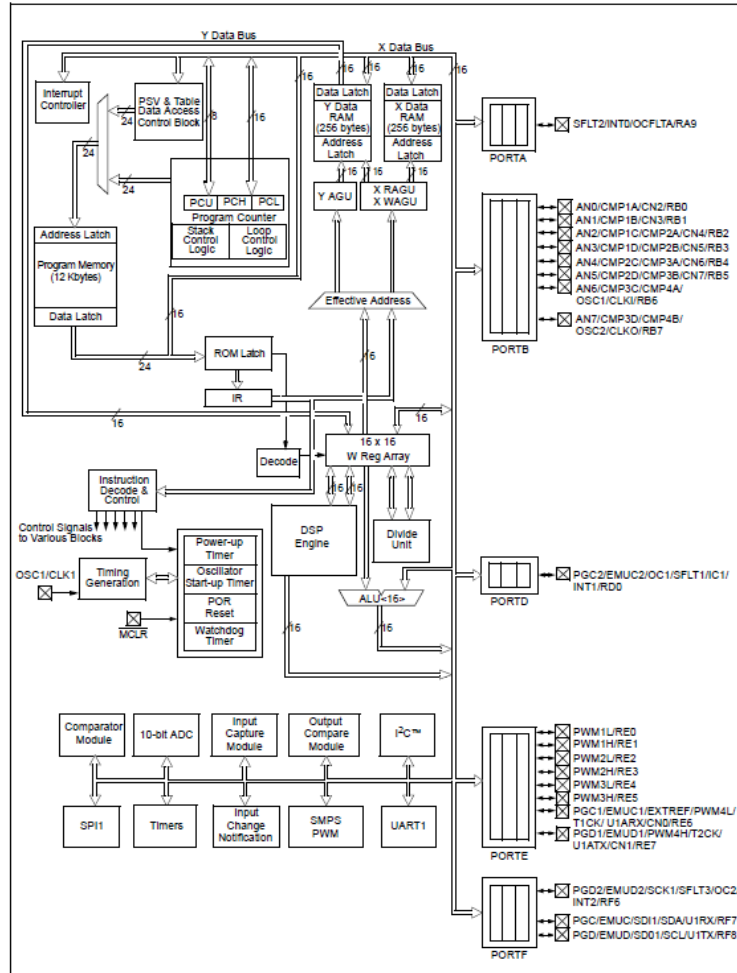 Y Data Bus
X Data Bus
16
16
16
16
16
Interrupt
Controller
PSV & Table
Data Access
Control Block
24
24
24
8
16
Data Latch
Y Data
RAM
(256 bytes)
Address
Latch
Data Latch
X Data
RAM
(256 bytes)
Address
Latch
16
16
16
Y AGU
X RAGU
X WAGU
PCU
PCH
PCL
Program Counter
Stack
Control
Logic
Loop
Control
Logic
Address Latch
Program Memory
(12 Kbytes)
Data Latch
Effective Address
16
24
ROM Latch
IR
16
16
16
Decode
16 x 16
W Reg Array
16
16
Instruction
Decode &
Control
Control Signals
to Various Blocks
DSP
Engine
Divide
Unit
Power-up
Timer
Oscillator
Start-up Timer
POR
Reset
Watchdog
Timer
OSC1/CLK1
Timing
Generation
MCLR
ALU<16>
16
16
Comparator
Module
10-bit ADC
Input
Capture
Module
Output
Compare
Module
I2C™
SPI1
Timers
Input
Change
Notification
SMPS
PWM
UART1
PORTA
SFLT2/INT0/OCFLTA/RA9
AN0/CMP1A/CN2/RB0
AN1/CMP1B/CN3/RB1
AN2/CMP1C/CMP2A/CN4/RB2
AN3/CMP1D/CMP2B/CN5/RB3
AN4/CMP2C/CMP3A/CN6/RB4
AN5/CMP2D/CMP3B/CN7/RB5
AN6/CMP3C/CMP4A/
OSC1/CLKI/RB6
AN7/CMP3D/CMP4B/
OSC2/CLKO/RB7
PORTB
PGC2/EMUC2/OC1/SFLT1/IC1/
INT1/RD0
PORTD
PWM1L/RE0
PWM1H/RE1
PWM2L/RE2
PWM2H/RE3
PWM3L/RE4
PWM3H/RE5
PGC1/EMUC1/EXTREF/PWM4L/
T1CK/ U1ARX/CN0/RE6
PGD1/EMUD1/PWM4H/T2CK/
U1ATX/CN1/RE7
PORTE
PGD2/EMUD2/SCK1/SFLT3/OC2/
INT2/RF6
PGC/EMUC/SDI1/SDA/U1RX/RF7
PGD/EMUD/SD01/SCL/U1TX/RF8
PORTF